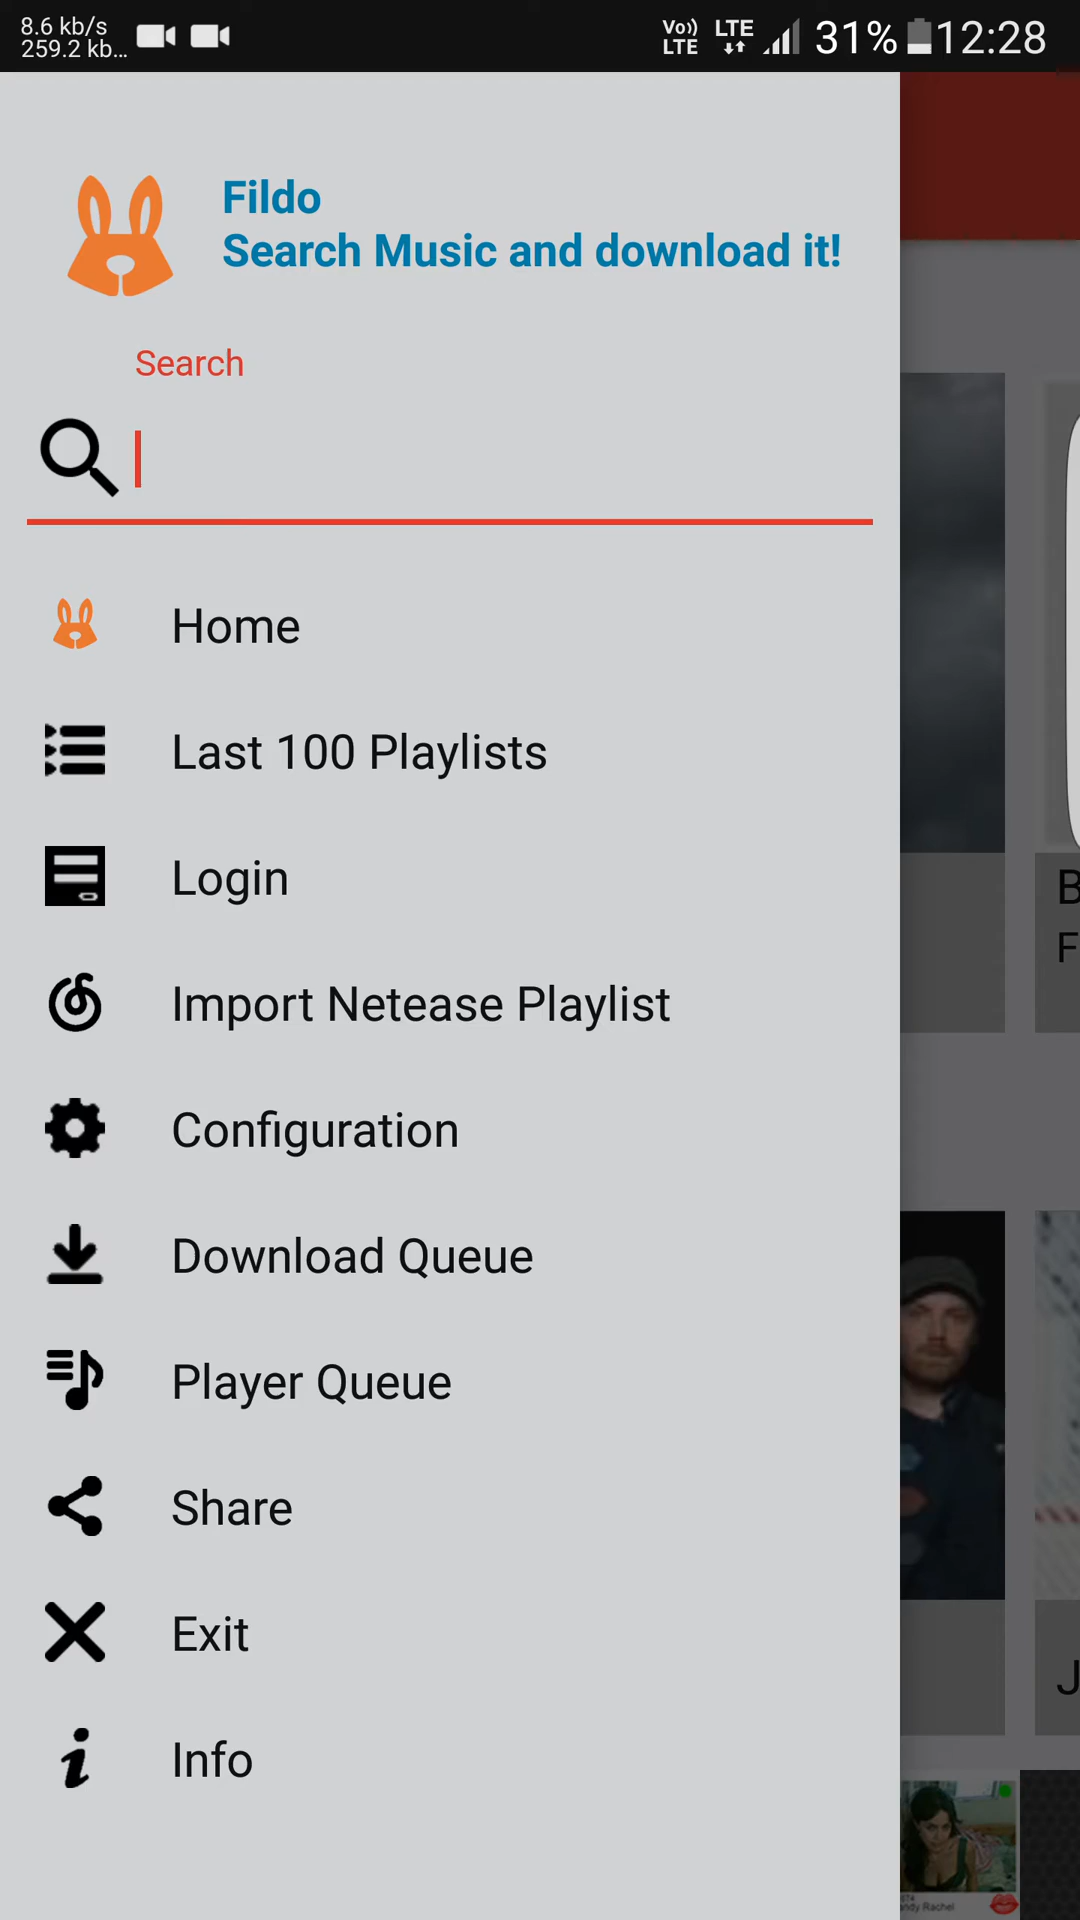 8.6 kb/s
259.2 kb...
Vo)) LTE
LTE
31%
12:28
Fildo
Search Music and download it!
Search
Home
Last 100 Playlists
Login
Import Netease Playlist
Configuration
Download Queue
Player Queue
Share
Exit
Info
B
F
J
Rachel